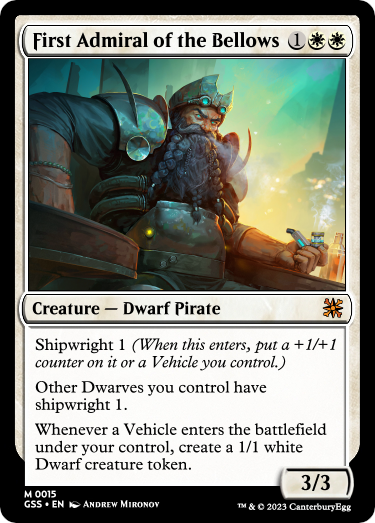 First Admiral of the Bellows 1
Creature — Dwarf Pirate
Shipwright 1 (When this enters, put a +1/+1
counter on it or a Vehicle you control.)
Other Dwarves you control have
shipwright 1.
Whenever a Vehicle enters the battlefield
under your control, create a 1/1 white
Dwarf creature token.
3/3
M 0015
GSS • EN Andrew Mironov
™ & © 2023 CanterburyEgg